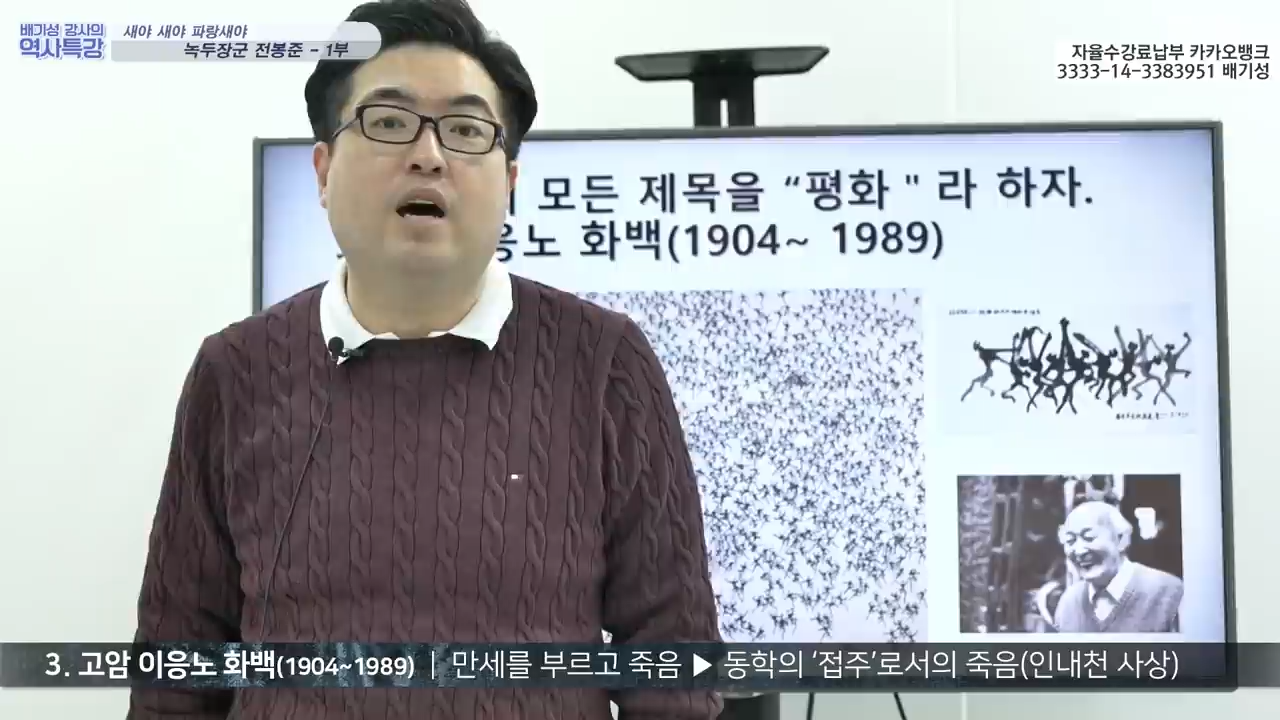 배기성 강사의
역사특강
새야 새야 파랑새야
녹두장군 전봉준 - 1부
자율수강료납부 카카오뱅크
3333-14-3383951 배기성
모든 제목을 “평화"라 하자.
응노 화백(1904~ 1989)
3. 고암 이응노 화백(1904~1989) | 만세를 부르고 죽음 ▶ 동학의 ‘접주’로서의 죽음(인내천 사상)